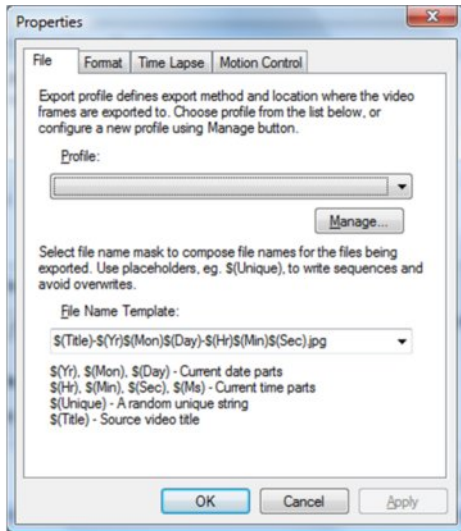 Properties
File Format Time Lapse Motion Control
Export profile defines export method and location where the video
frames are exported to. Choose profile from the list below, or
configure a new profile using Manage button.
Profile:
Manage...
Select file name mask to compose file names for the files being
exported. Use placeholders, eg. $(Unique), to write sequences and
avoid overwrites.
File Name Template:
$(Title)-$(Yr)$(Mon)$(Day)-$(Hr)$(Min)$(Sec).jpg
$(Yr), $(Mon), $(Day) - Current date parts
$(Hr), $(Min), $(Sec), $(Ms) - Current time parts
$(Unique) - A random unique string
$(Title) - Source video title
OK Cancel Apply